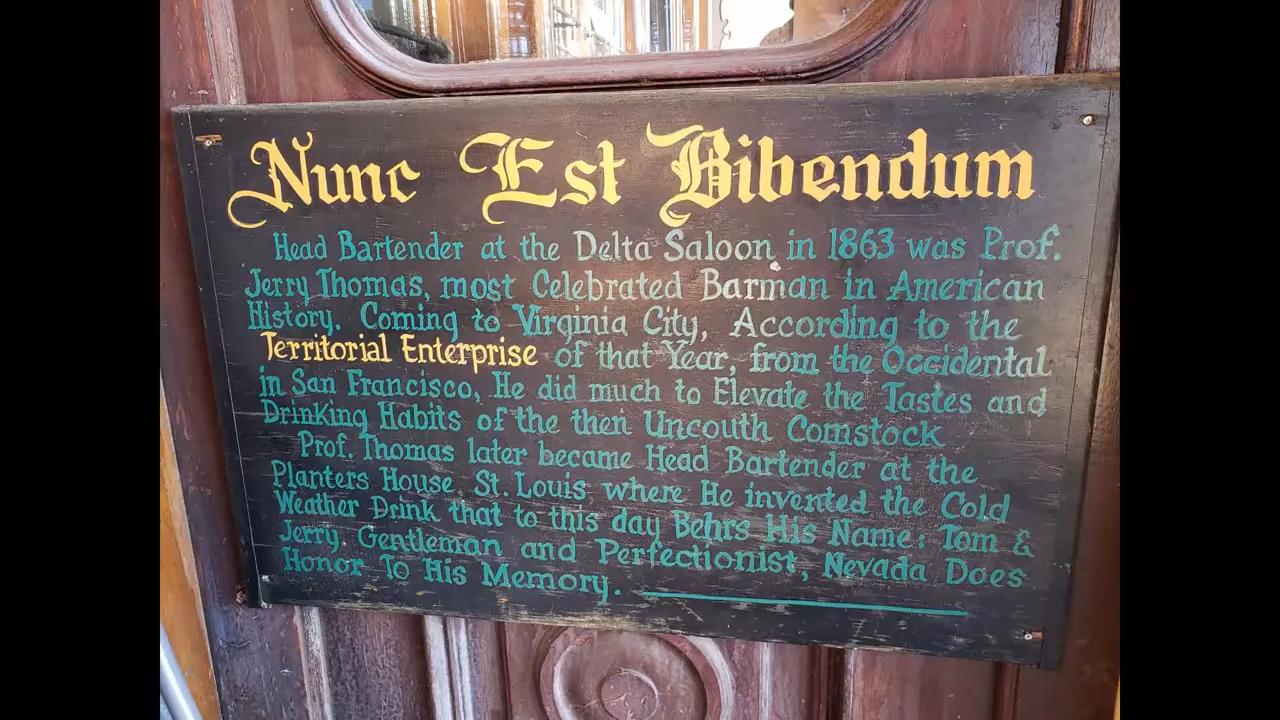 Nunc Est Bibendum
Head Bartender at the Delta Saloon in 1863 was Prof.
Jerry Thomas, most Celebrated Barman in American
History. Coming to Virginia City, According to the
Territorial Enterprise of that Year, from the Occidental
in San Francisco, He did much to Elevate the Tastes and
Drinking Habits of the then Uncouth Comstock
Prof. Thomas later became Head Bartender at the
Planters House, St. Louis, where He invented the Cold
Weather Drink that to this day Behrs His Name: Tom &
Jerry. Gentleman and Perfectionist, Nevada Does
Honor To His Memory.